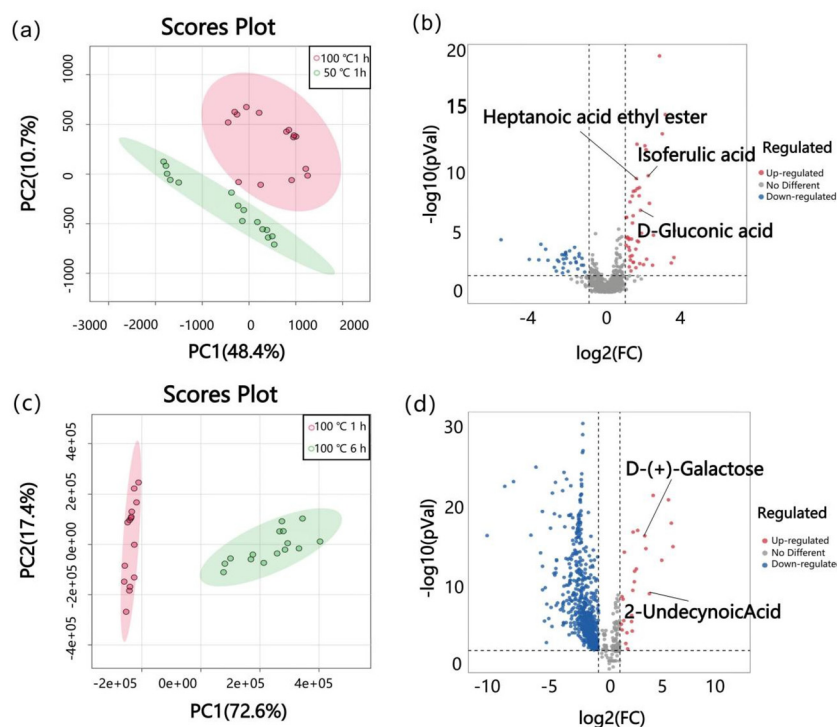 (a)
Scores Plot
100 ℃1 h
50 ℃ 1h
PC2(10.7%)
1000
500
0
-500
-1000
-3000 -2000 -1000 0 1000 2000
PC1(48.4%)
(b)
-log10(pVal)
20
15
10
5
0
Heptanoic acid ethyl ester
Isoferulic acid
D-Gluconic acid
Regulated
Up-regulated
No Different
Down-regulated
-4 0 4
log2(FC)
(c)
Scores Plot
100 ℃ 1 h
100 ℃ 6 h
PC2(17.4%)
4e+05
2e+05
0e+00
-2e+05
-4e+05
-2e+05 0e+00 2e+05 4e+05
PC1(72.6%)
(d)
-log10(pVal)
30
20
10
0
D-(+)-Galactose
2-UndecynoicAcid
Regulated
Up-regulated
No Different
Down-regulated
-10 -5 0 5 10
log2(FC)